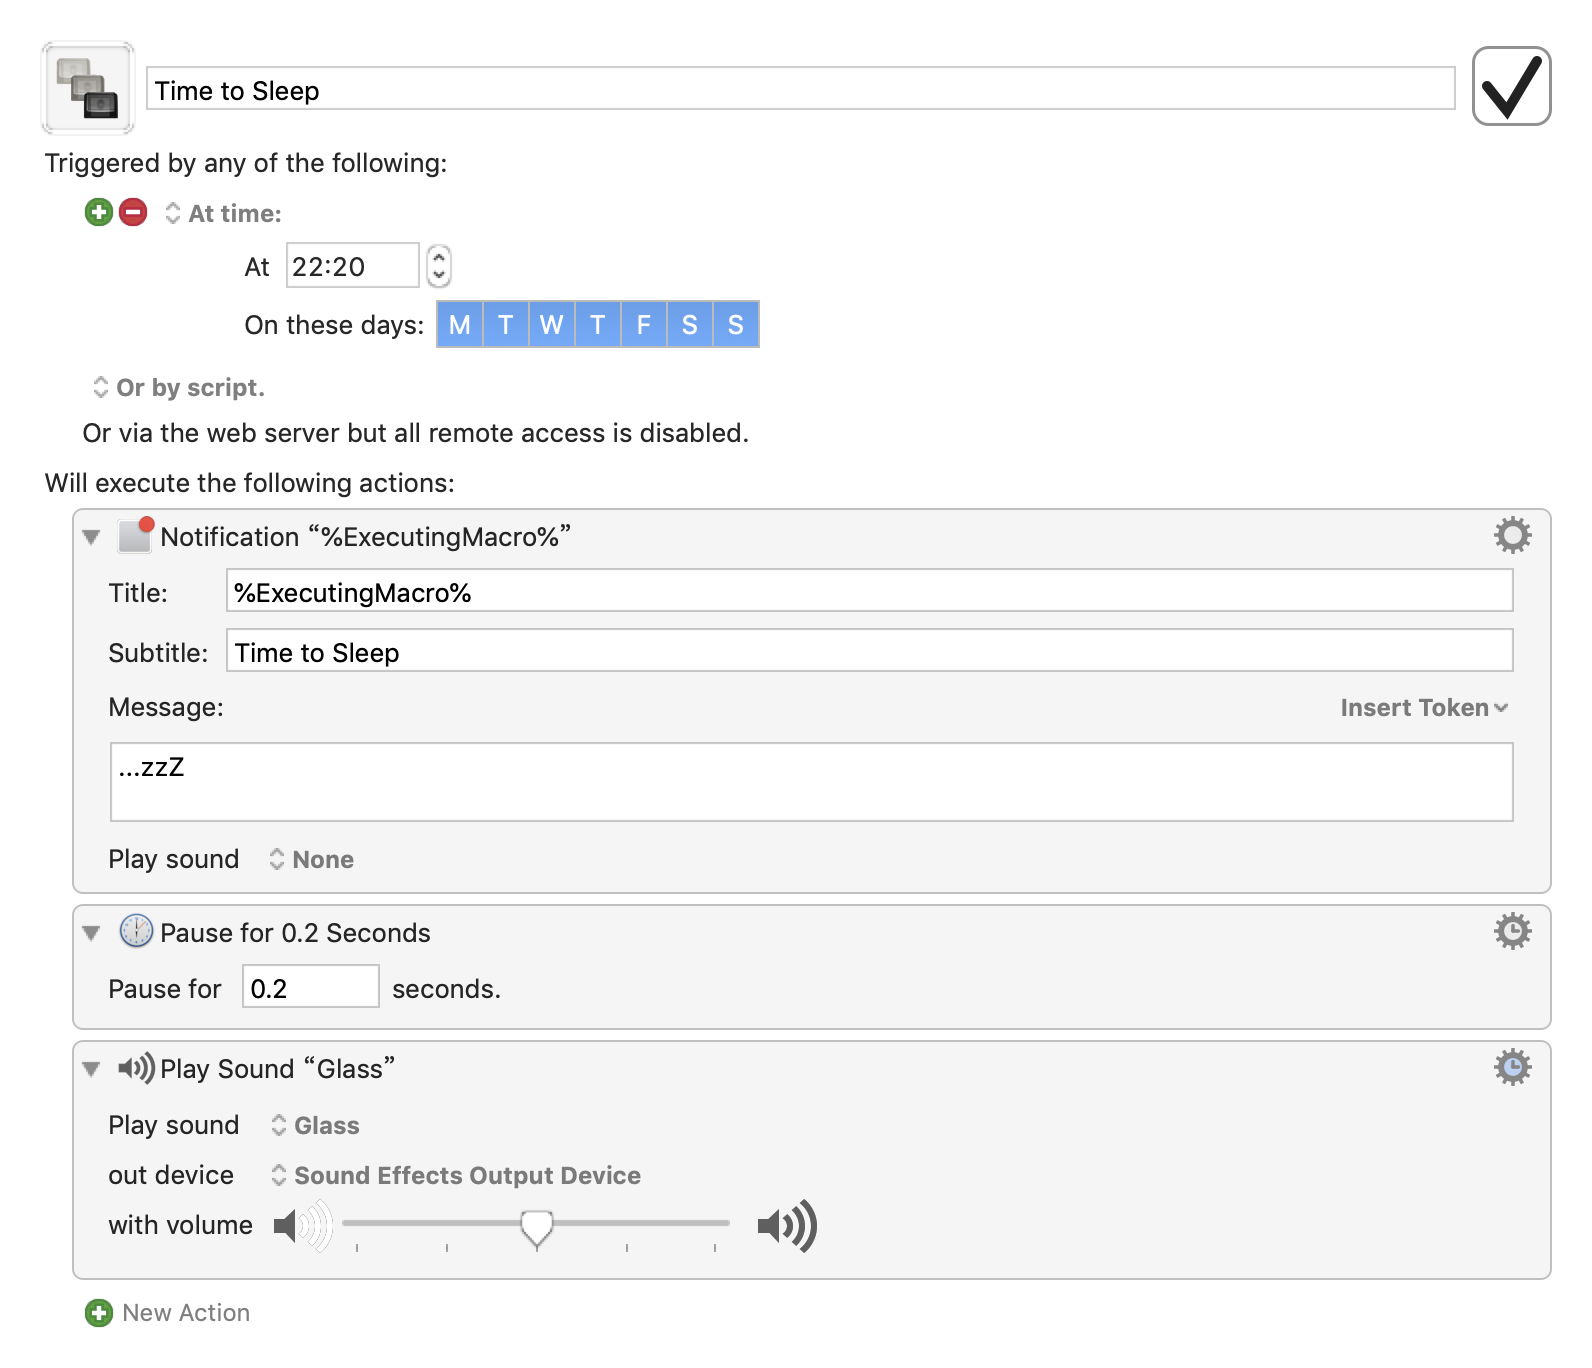 Time to Sleep
Triggered by any of the following:
At time:
At 22:20
On these days: M T W T F S S
Or by script.
Or via the web server but all remote access is disabled.
Will execute the following actions:
Notification “%ExecutingMacro%”
Title: %ExecutingMacro%
Subtitle: Time to Sleep
Message: Insert Token
...zzZ
Play sound None
Pause for 0.2 Seconds
Pause for 0.2 seconds.
Play Sound “Glass”
Play sound Glass
out device Sound Effects Output Device
with volume
New Action